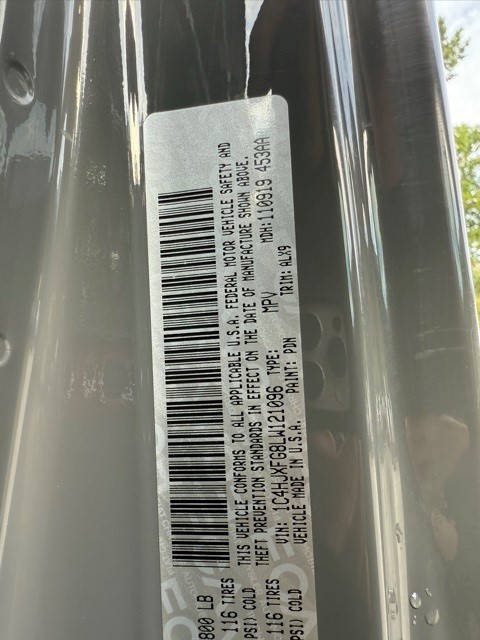 800 LB
116 TIRES
PSI) COLD
THIS VEHICLE CONFORMS TO ALL APPLICABLE U.S.A. FEDERAL MOTOR VEHICLE SAFETY AND
THEFT PREVENTION STANDARDS IN EFFECT ON THE DATE OF MANUFACTURE SHOWN ABOVE.
116 TIRES
PSI) COLD
VIN: 1C4HJXFG8LW121096 TYPE: MPV MDH: 110919 453AA
VEHICLE MADE IN U.S.A. PAINT: PDN TRIM: ALX9